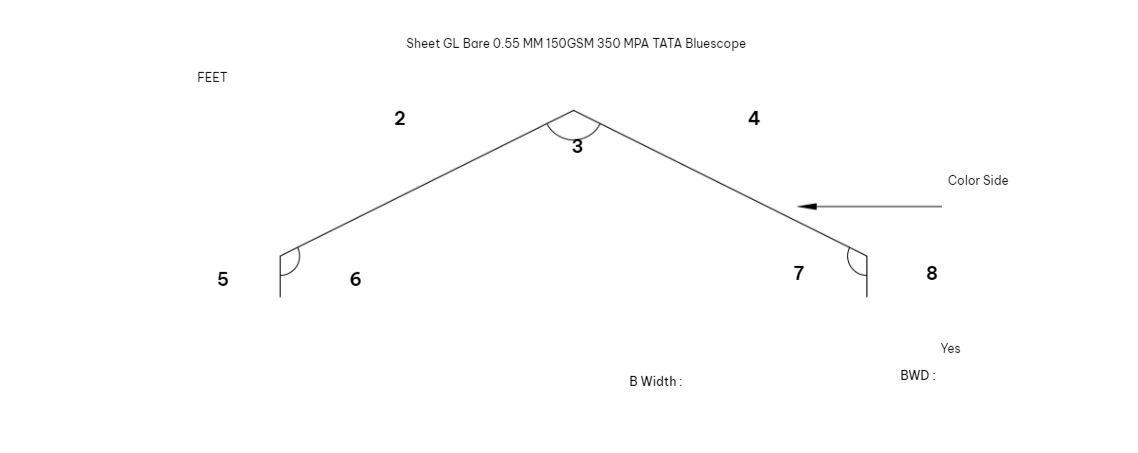 Sheet GL Bare 0.55 MM 150GSM 350 MPA TATA Bluescope
FEET
2
4
3
Color Side
5
6
7
8
Yes
B Width :
BWD :